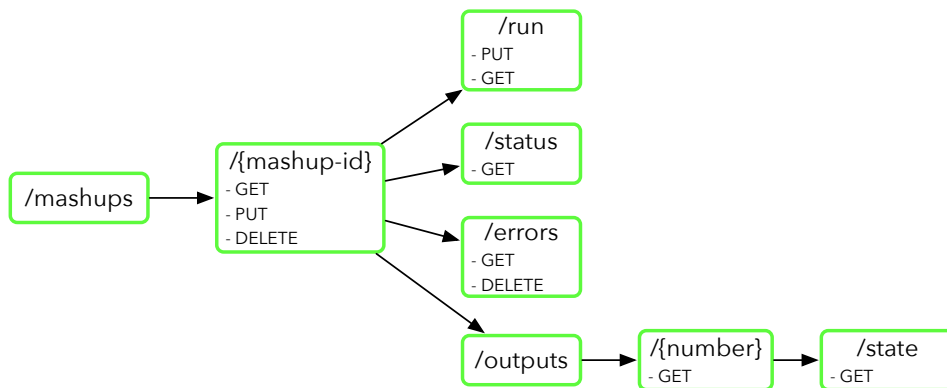 /mashups
/{mashup-id}
- GET
- PUT
- DELETE
/run
- PUT
- GET
/status
- GET
/errors
- GET
- DELETE
/outputs
/{number}
- GET
/state
- GET